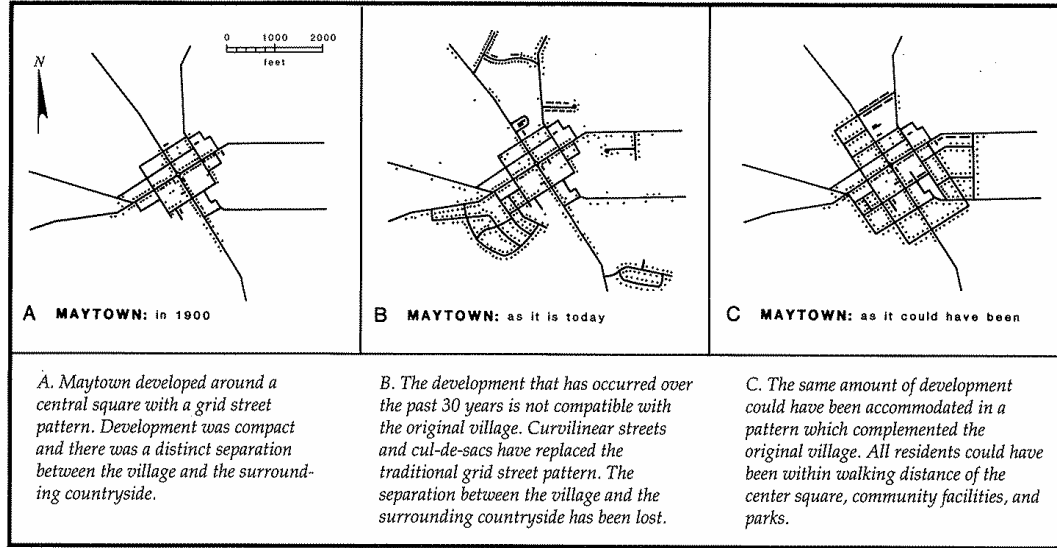 0 1000 2000
feet
N
A MAYTOWN: in 1900
B MAYTOWN: as it is today
C MAYTOWN: as it could have been
A. Maytown developed around a
central square with a grid street
pattern. Development was compact
and there was a distinct separation
between the village and the surround-
ing countryside.
B. The development that has occurred over
the past 30 years is not compatible with
the original village. Curvilinear streets
and cul-de-sacs have replaced the
traditional grid street pattern. The
separation between the village and the
surrounding countryside has been lost.
C. The same amount of development
could have been accommodated in a
pattern which complemented the
original village. All residents could have
been within walking distance of the
center square, community facilities, and
parks.